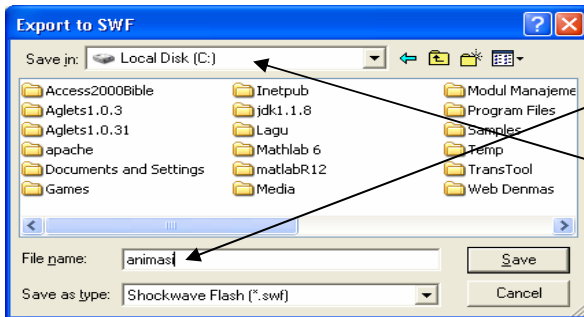 Export to SWF
Save in: Local Disk (C:)
Access2000Bible Inetpub Modul Manajeme
Aglets1.0.3 jdk1.1.8 Program Files
Aglets1.0.31 Lagu Samples
apache Mathlab 6 Temp
Documents and Settings matlabR12 TransTool
Games Media Web Denmas
File name: animasi Save
Save as type: Shockwave Flash (*.swf) Cancel